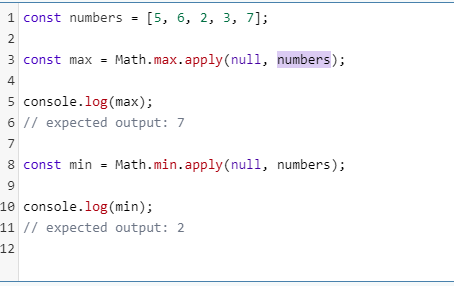 1 const numbers = [5, 6, 2, 3, 7];
2
3 const max = Math.max.apply(null, numbers);
4
5 console.log(max);
6 // expected output: 7
7
8 const min = Math.min.apply(null, numbers);
9
10 console.log(min);
11 // expected output: 2
12